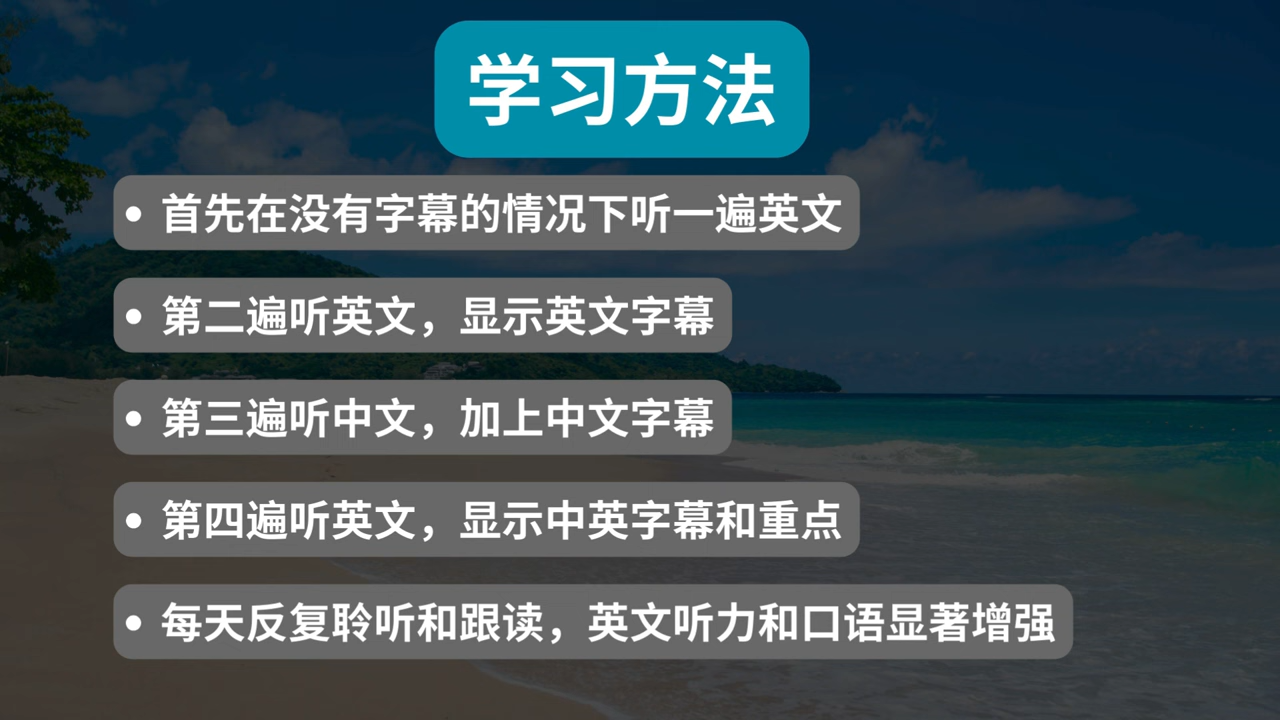 学习方法
• 首先在没有字幕的情况下听一遍英文
• 第二遍听英文，显示英文字幕
• 第三遍听中文，加上中文字幕
• 第四遍听英文，显示中英字幕和重点
• 每天反复聆听和跟读，英文听力和口语显著增强